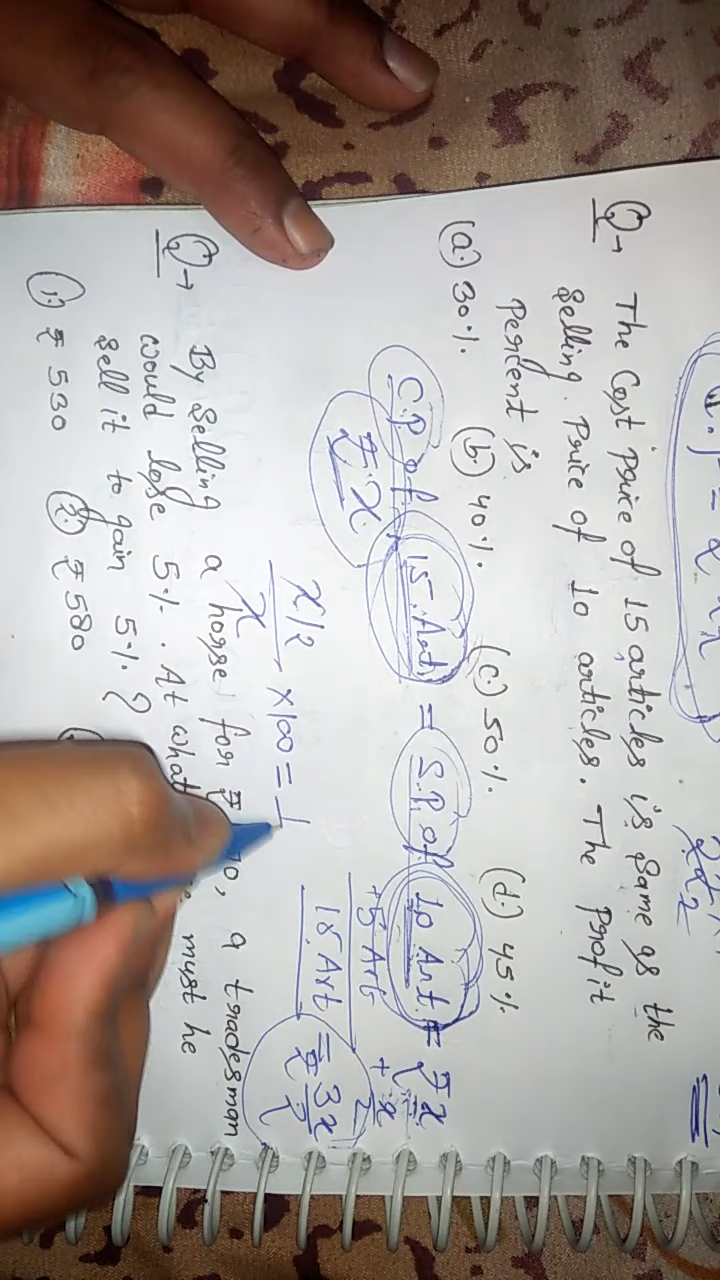 Q→ The Cost price of 15 articles is same as the
selling Price of 10 articles. The profit
percent is
(a.) 30%. (b.) 40%. (c.) 50%. (d.) 45%
C.P of 15 Art = S.P of 10 Art = ₹x
₹x +5 Art + x/2
15 Art = ₹ 3x/2
x/2 / x × 100 =
Q→ By selling a horse for ₹ a tradesman
would lose 5%. At what must he
sell it to gain 5%?
(1.) ₹ 530 (2.) ₹ 580